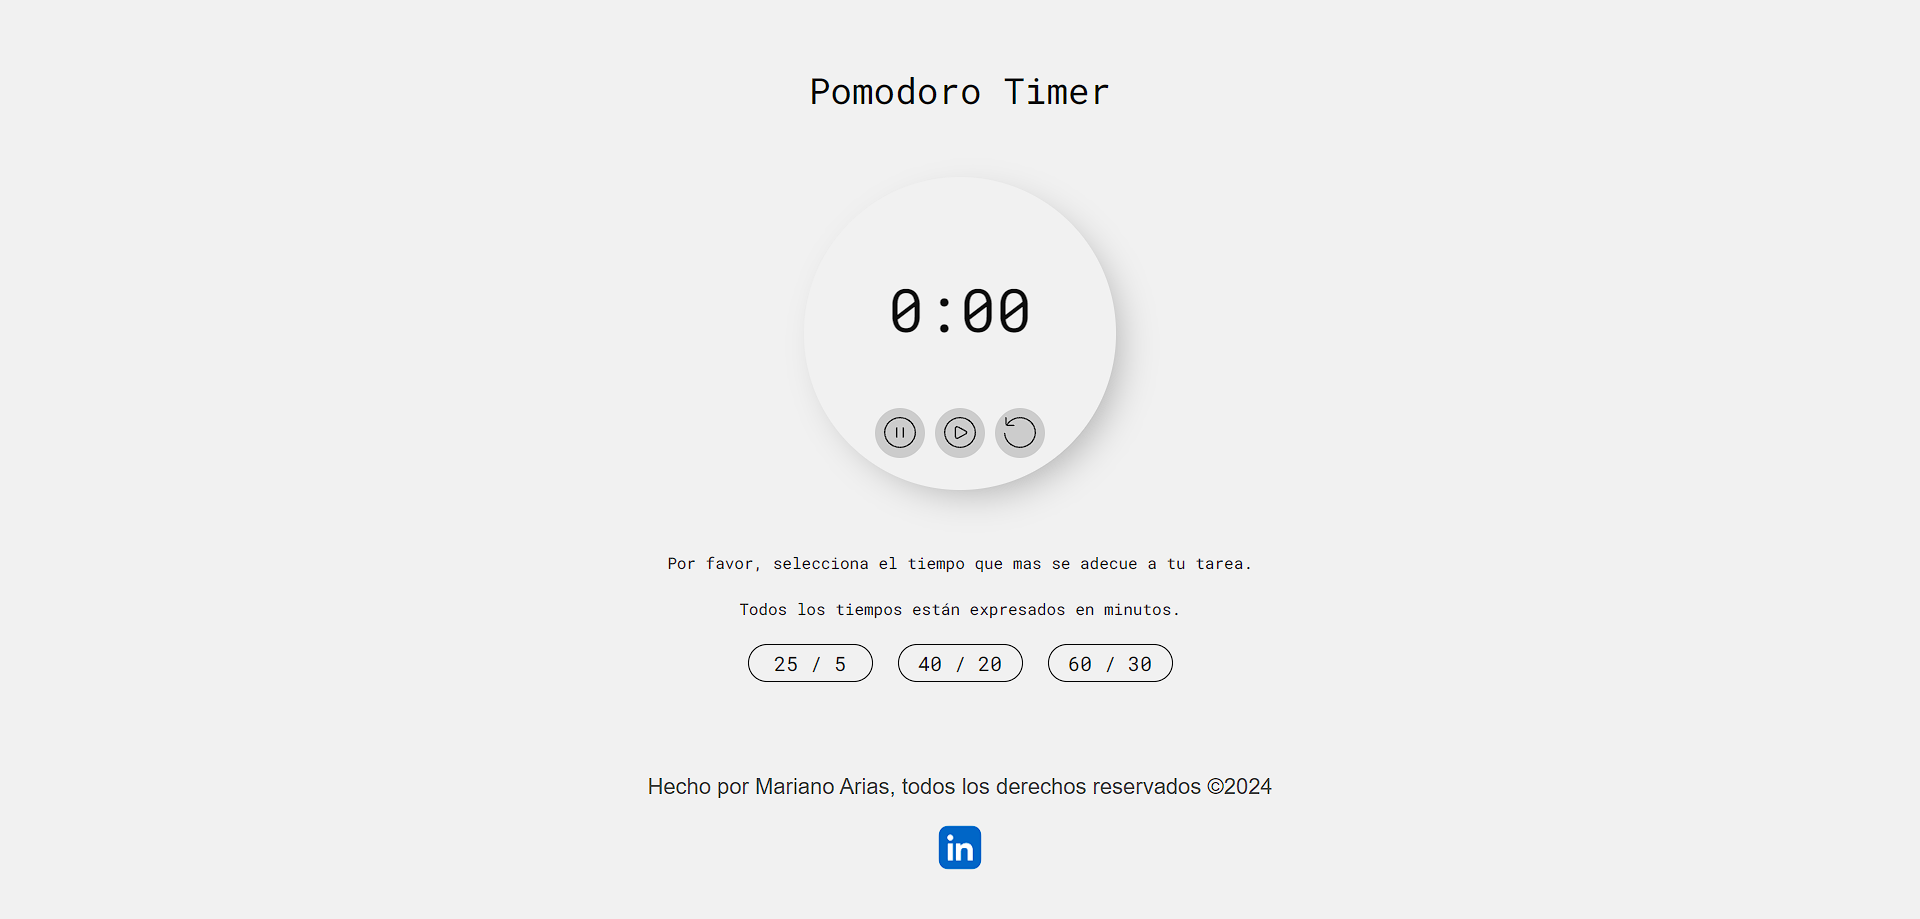 Pomodoro Timer
0:00
Por favor, selecciona el tiempo que mas se adecue a tu tarea.
Todos los tiempos están expresados en minutos.
25 / 5
40 / 20
60 / 30
Hecho por Mariano Arias, todos los derechos reservados ©2024
in